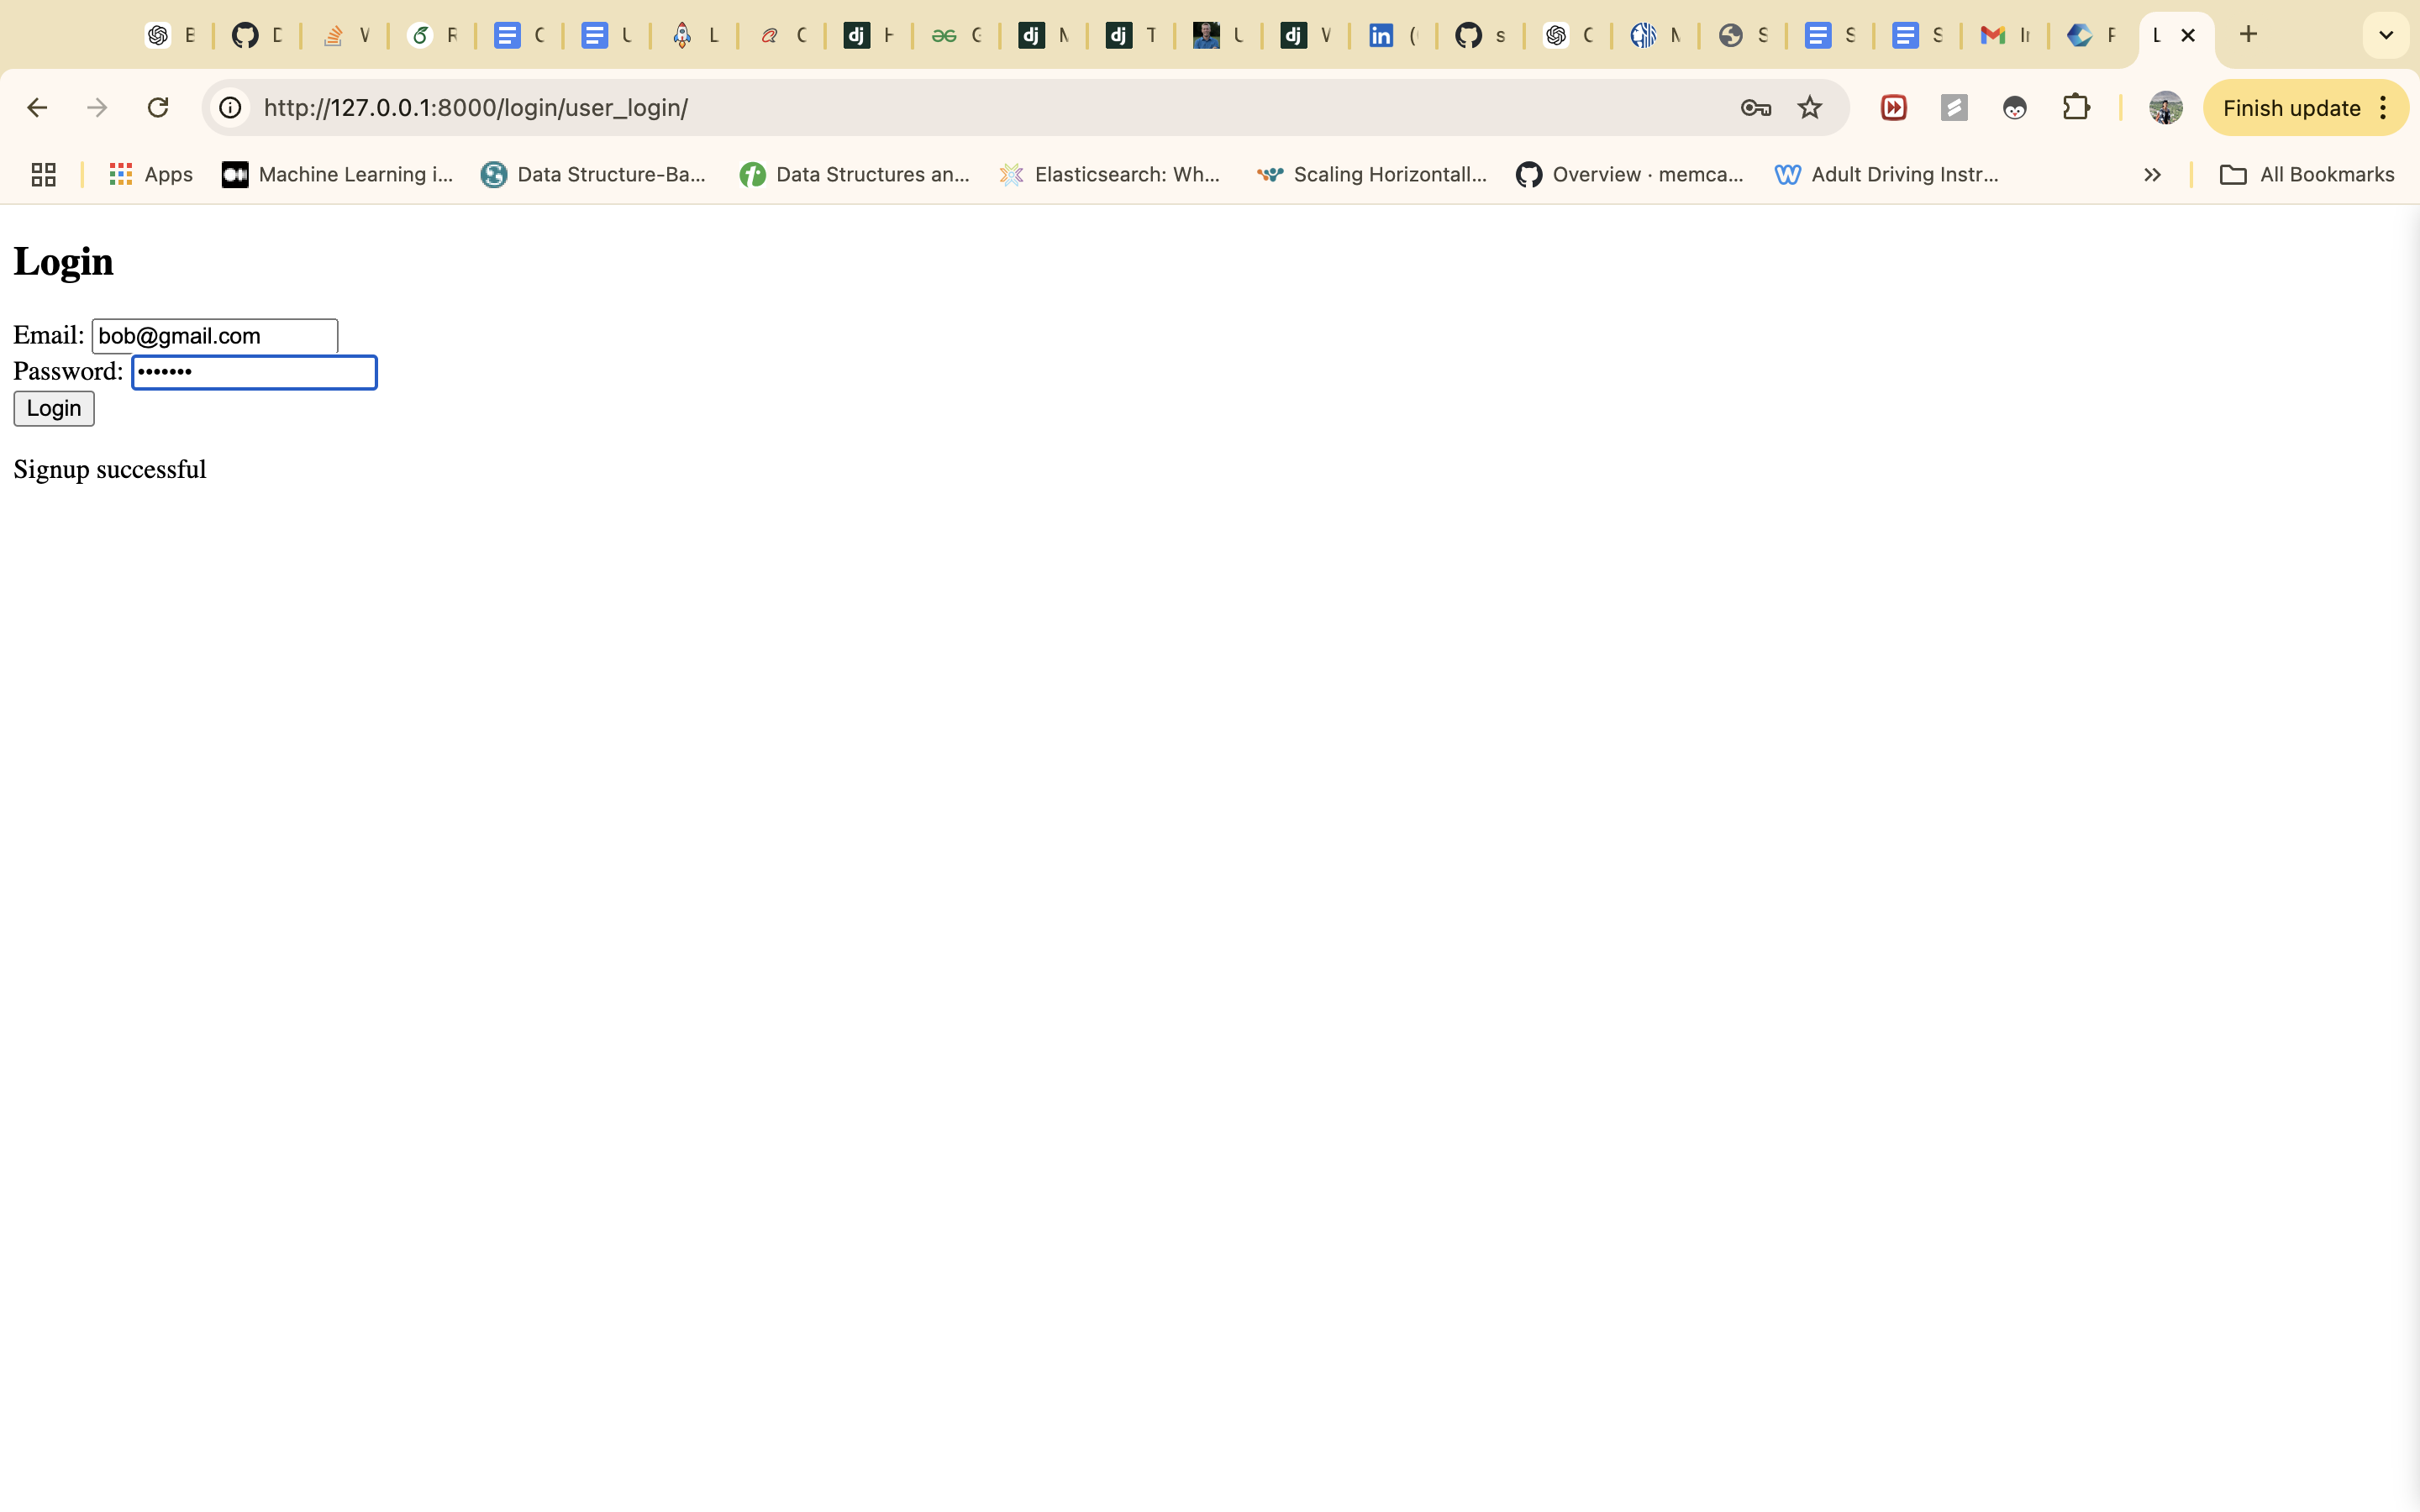 E D V R C U L C H G M T U V ( s C M S S S In F L
http://127.0.0.1:8000/login/user_login/ Finish update
Apps Machine Learning i... Data Structure-Ba... Data Structures an... Elasticsearch: Wh... Scaling Horizontall... Overview · memca... Adult Driving Instr... » All Bookmarks
Login
Email: bob@gmail.com
Password: •••••••
Login
Signup successful